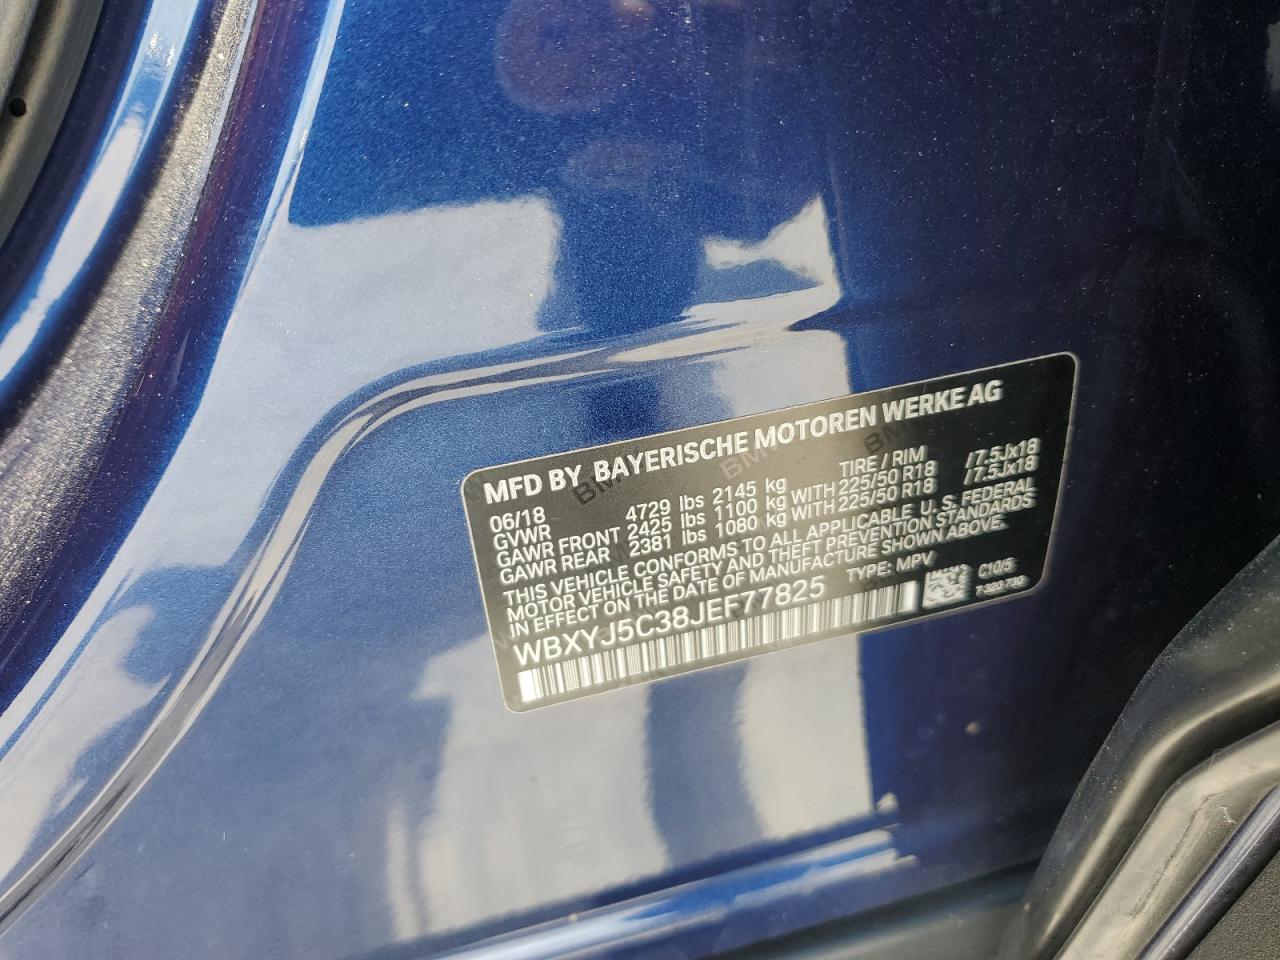 MFD BY BAYERISCHE MOTOREN WERKE AG
06/18 TIRE / RIM
GVWR 4729 lbs 2145 kg
GAWR FRONT 2425 lbs 1100 kg WITH 225/50 R18 /7.5Jx18
GAWR REAR 2381 lbs 1080 kg WITH 225/50 R18 /7.5Jx18
THIS VEHICLE CONFORMS TO ALL APPLICABLE U. S. FEDERAL
MOTOR VEHICLE SAFETY AND THEFT PREVENTION STANDARDS
IN EFFECT ON THE DATE OF MANUFACTURE SHOWN ABOVE.
WBXYJ5C38JEF77825 TYPE: MPV
C10/5
7 320 730